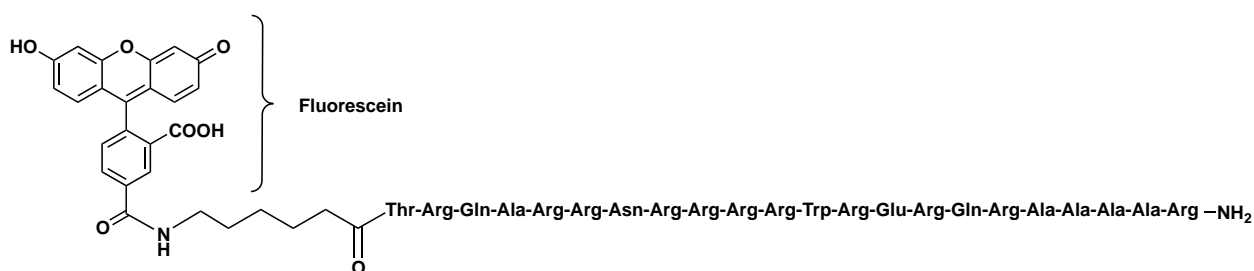 HO
O
O
Fluorescein
COOH
O
N
H
O
Thr-Arg-Gln-Ala-Arg-Arg-Asn-Arg-Arg-Arg-Arg-Trp-Arg-Glu-Arg-Gln-Arg-Ala-Ala-Ala-Ala-Arg–NH₂